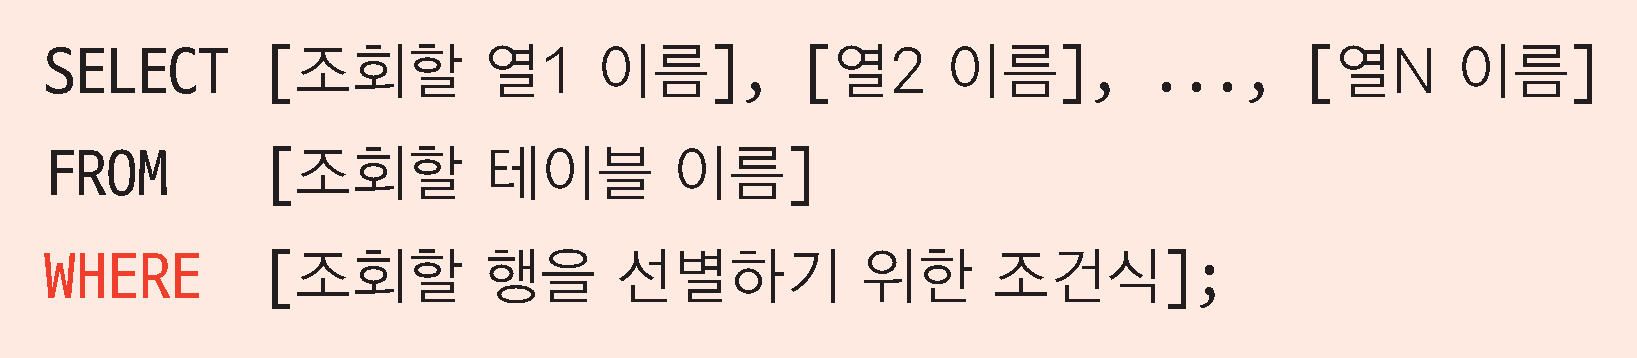 SELECT [조회할 열1 이름], [열2 이름], ..., [열N 이름]
FROM [조회할 테이블 이름]
WHERE [조회할 행을 선별하기 위한 조건식];